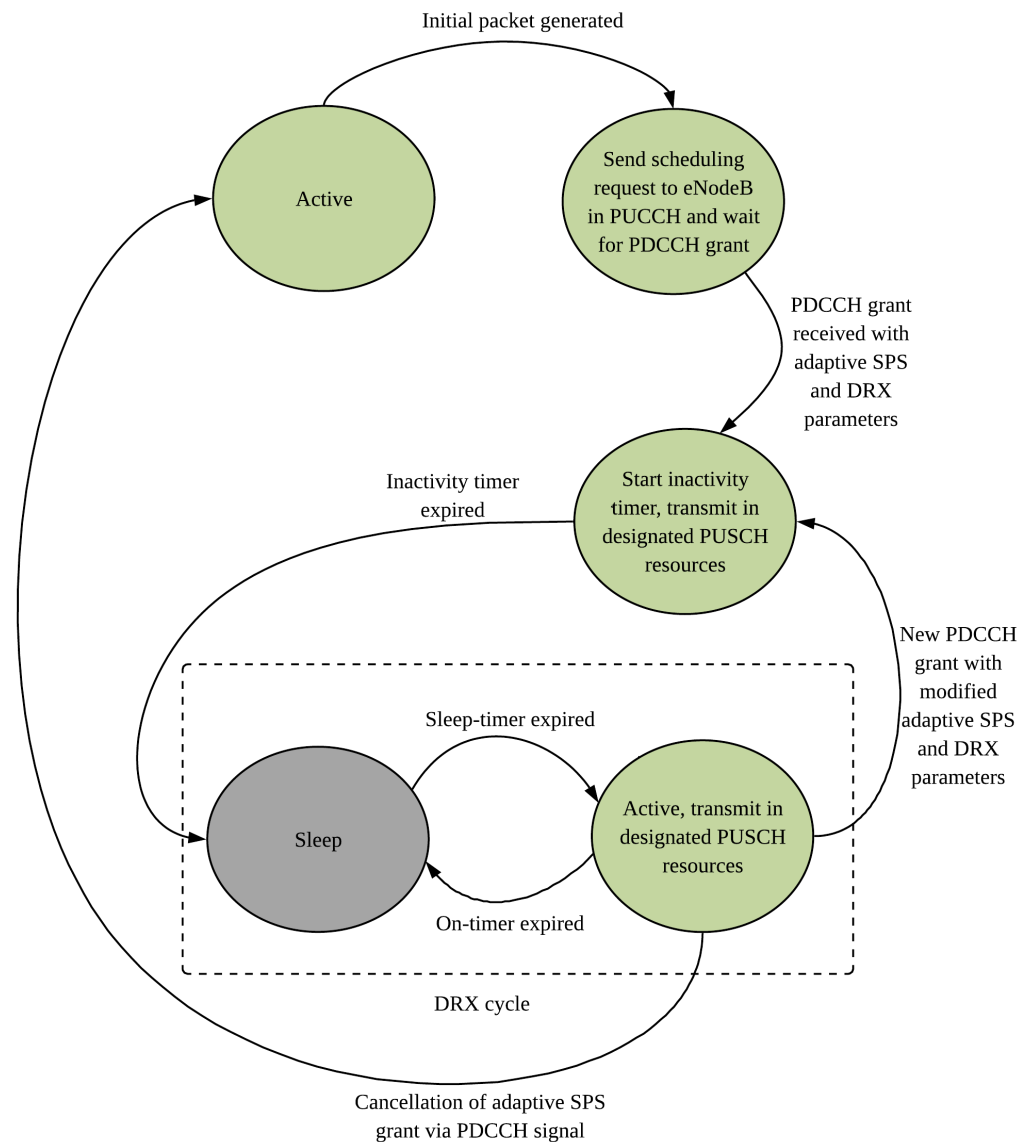 Initial packet generated
Active
Send scheduling
request to eNodeB
in PUCCH and wait
for PDCCH grant
PDCCH grant
received with
adaptive SPS
and DRX
parameters
Inactivity timer
expired
Start inactivity
timer, transmit in
designated PUSCH
resources
New PDCCH
grant with
modified
adaptive SPS
and DRX
parameters
Sleep-timer expired
Sleep
Active, transmit in
designated PUSCH
resources
On-timer expired
DRX cycle
Cancellation of adaptive SPS
grant via PDCCH signal